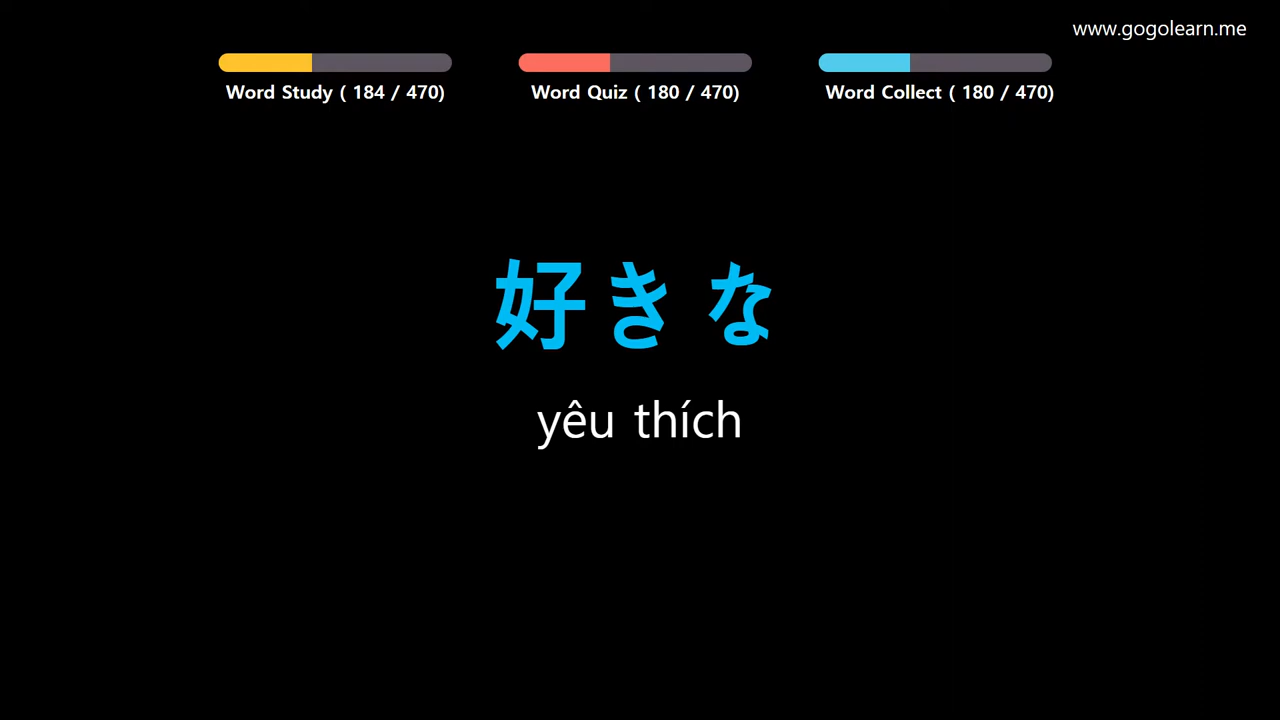 www.gogolearn.me
Word Study ( 184 / 470)
Word Quiz ( 180 / 470)
Word Collect ( 180 / 470)
好きな
yêu thích